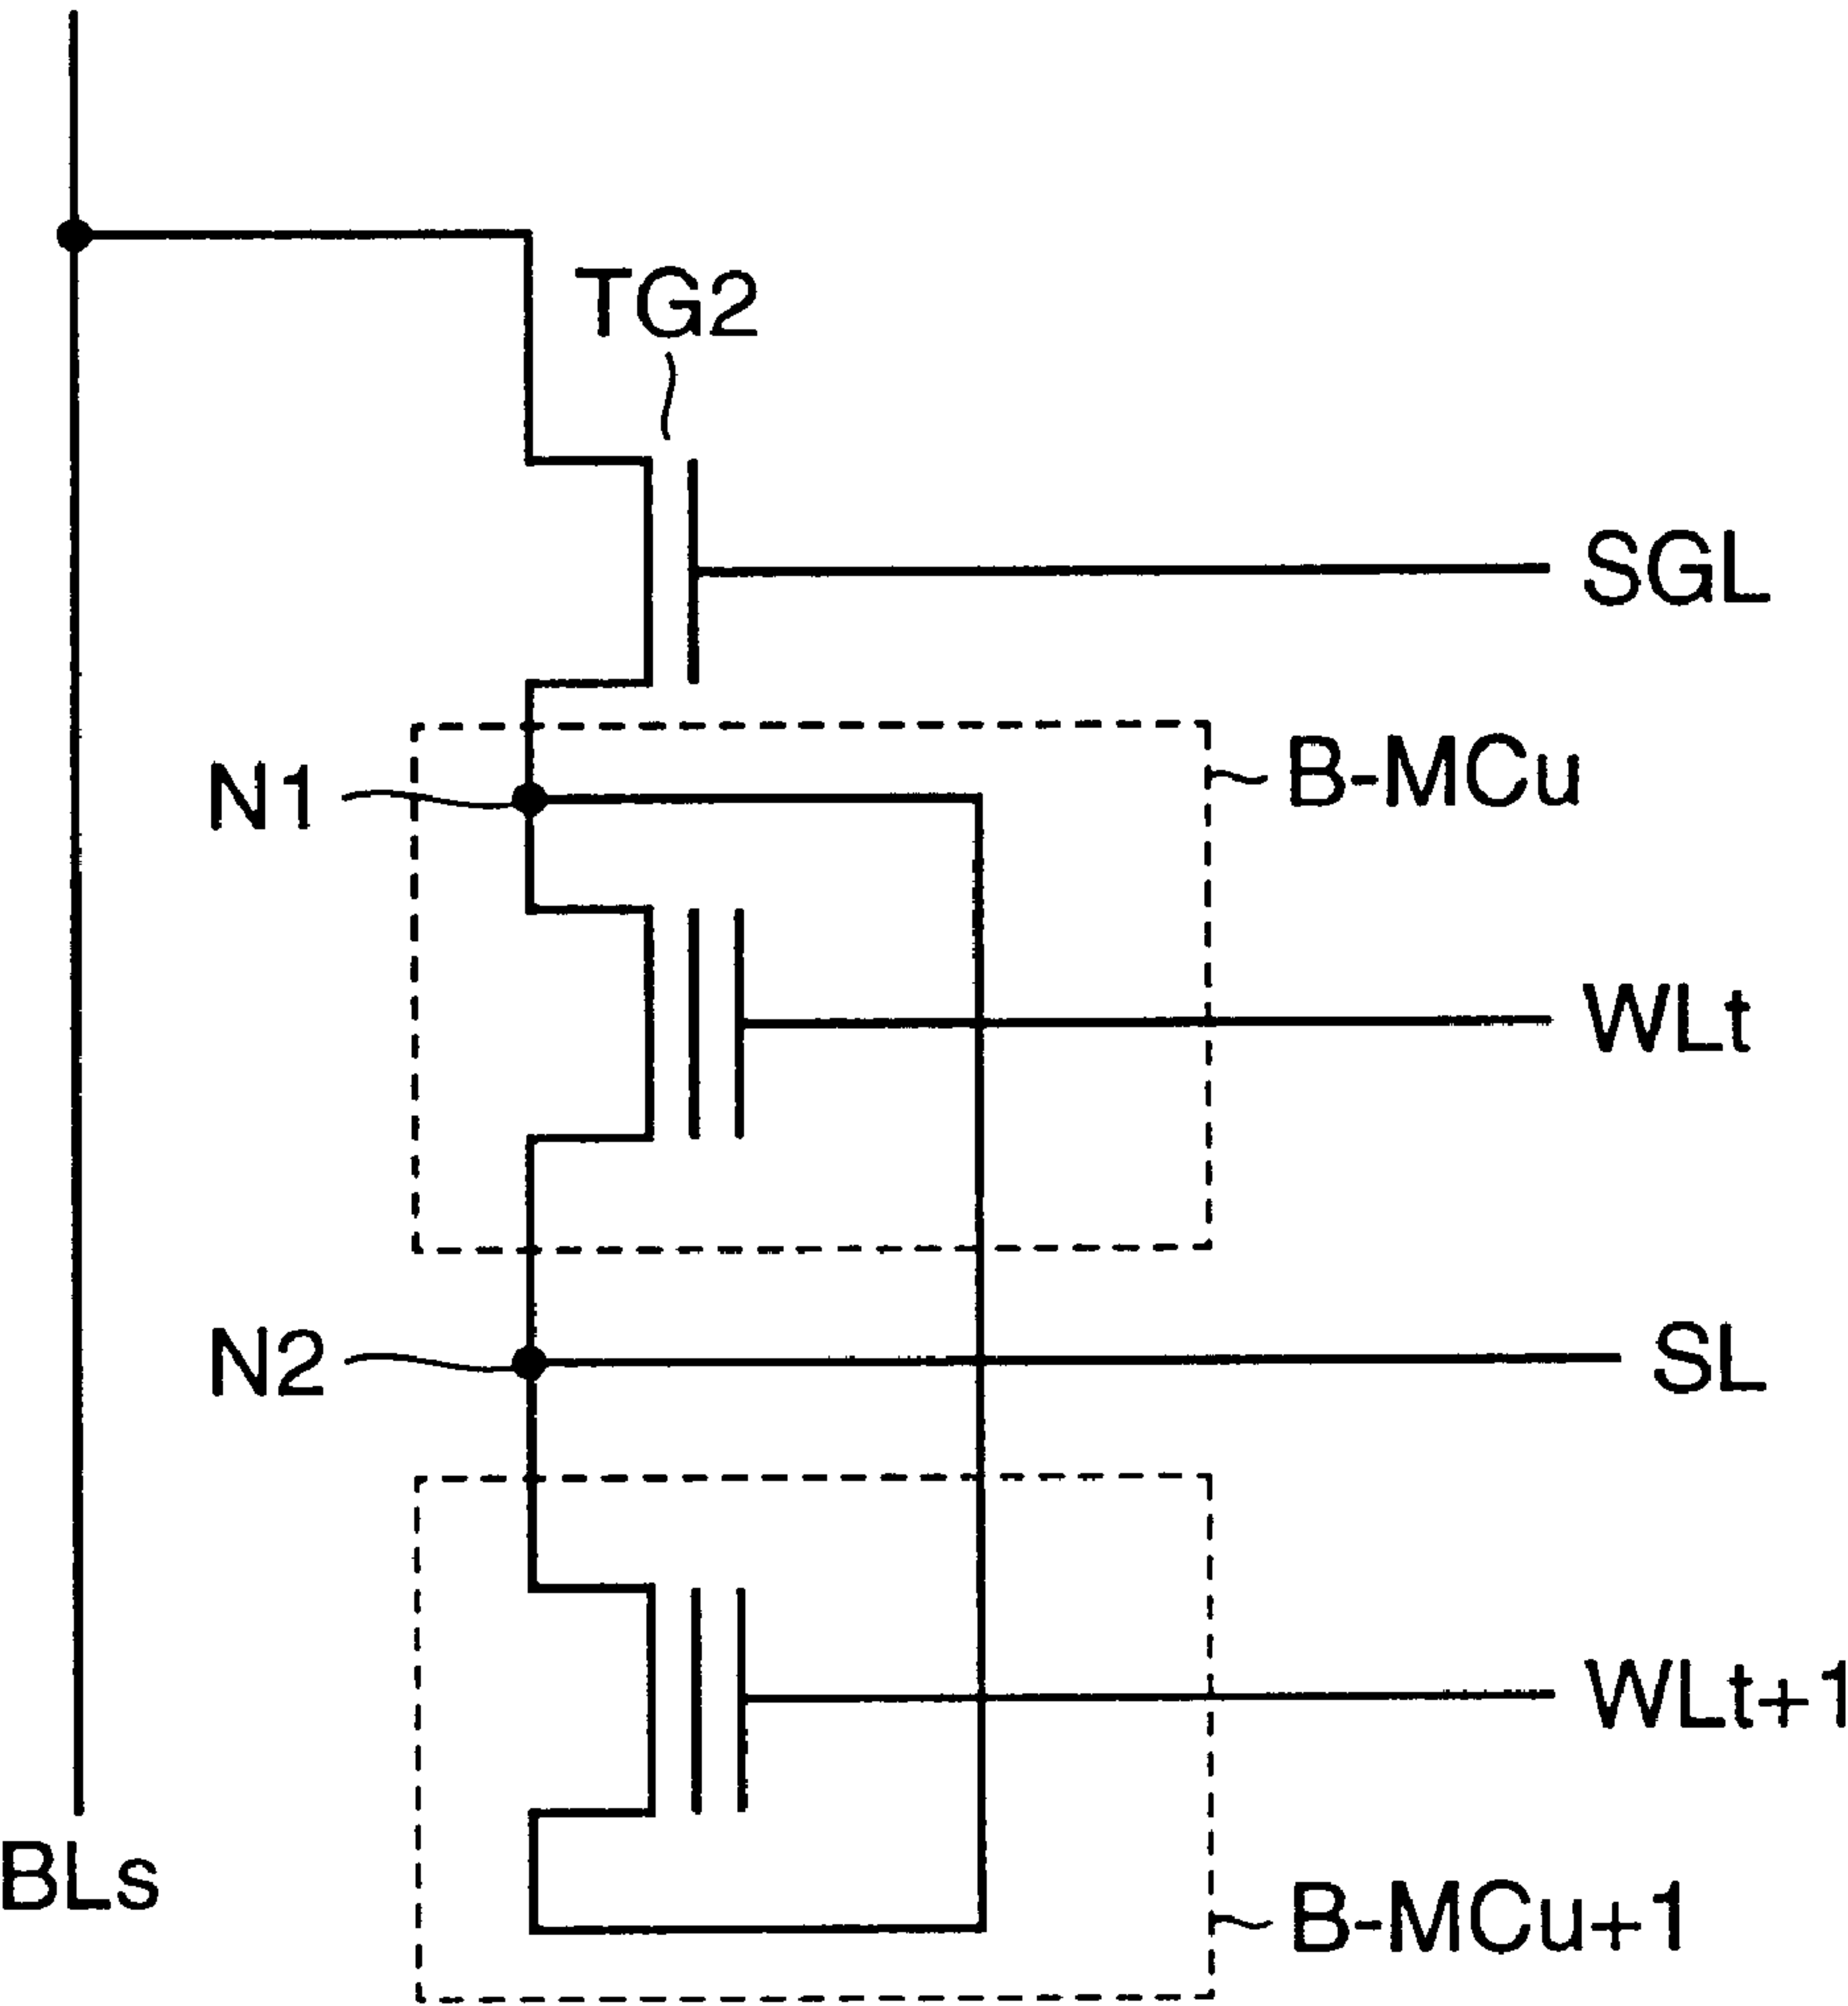 TG2
SGL
N1
B-MCu
WLt
N2
SL
WLt+1
BLs
B-MCu+1